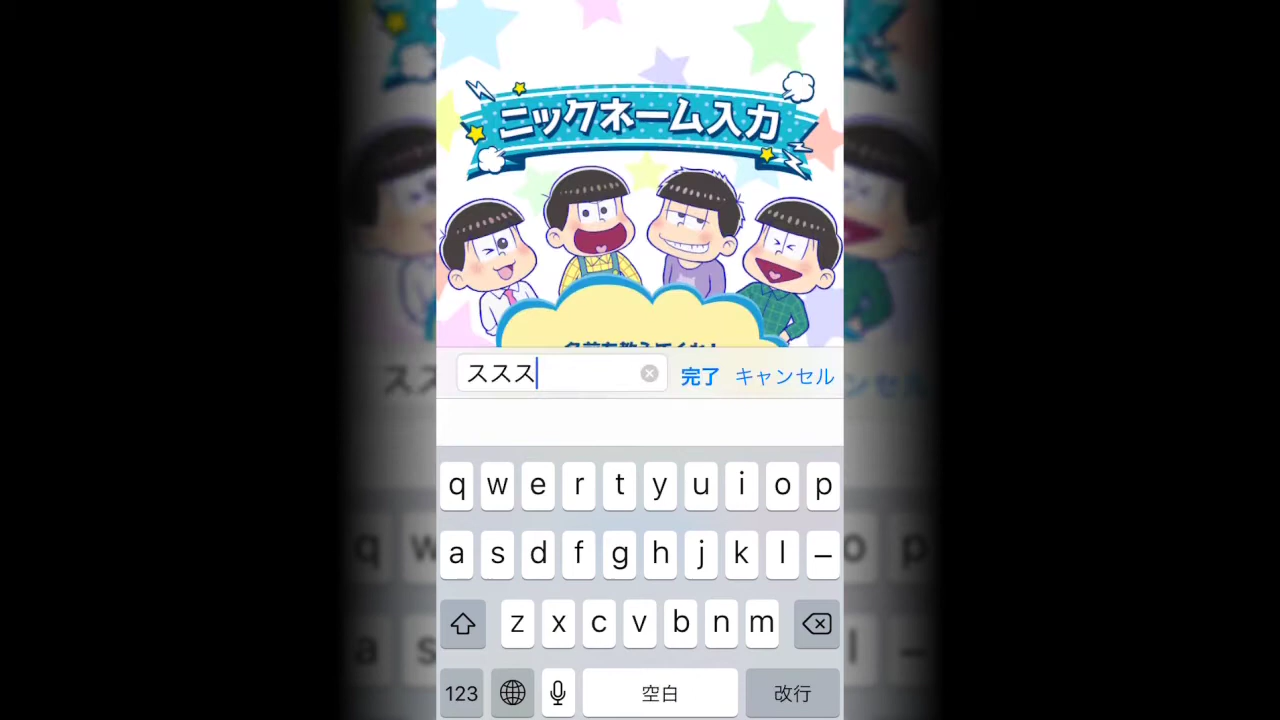 ニックネーム入力
ススス
完了
キャンセル
q w e r t y u i o p
a s d f g h j k l ー
z x c v b n m
123 空白 改行